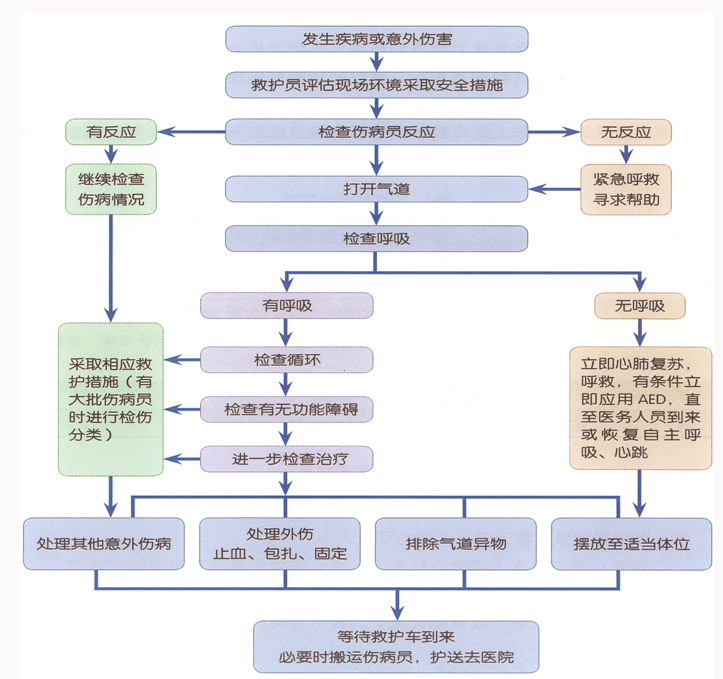 发生疾病或意外伤害
救护员评估现场环境采取安全措施
有反应
检查伤病员反应
无反应
继续检查
伤病情况
打开气道
紧急呼救
寻求帮助
检查呼吸
有呼吸
无呼吸
采取相应救
护措施（有
大批伤病员
时进行检伤
分类）
检查循环
检查有无功能障碍
进一步检查治疗
立即心肺复苏，
呼救，有条件立
即应用 AED，直
至医务人员到来
或恢复自主呼
吸、心跳
处理其他意外伤病
处理外伤
止血、包扎、固定
排除气道异物
摆放至适当体位
等待救护车到来
必要时搬运伤病员，护送去医院